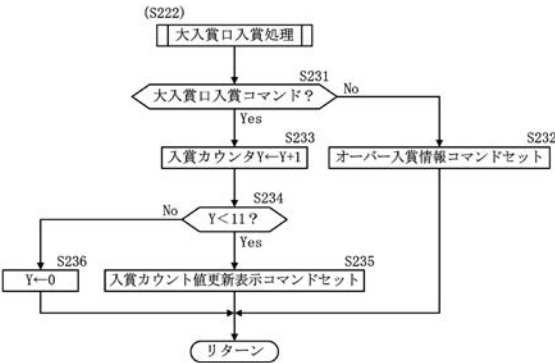 (S222)
大入賞口入賞処理
S231
大入賞口入賞コマンド？
No
Yes
S233
S232
入賞カウンタY←Y+1
オーバー入賞情報コマンドセット
S234
No
Y＜11？
Yes
S236
S235
Y←0
入賞カウント値更新表示コマンドセット
リターン